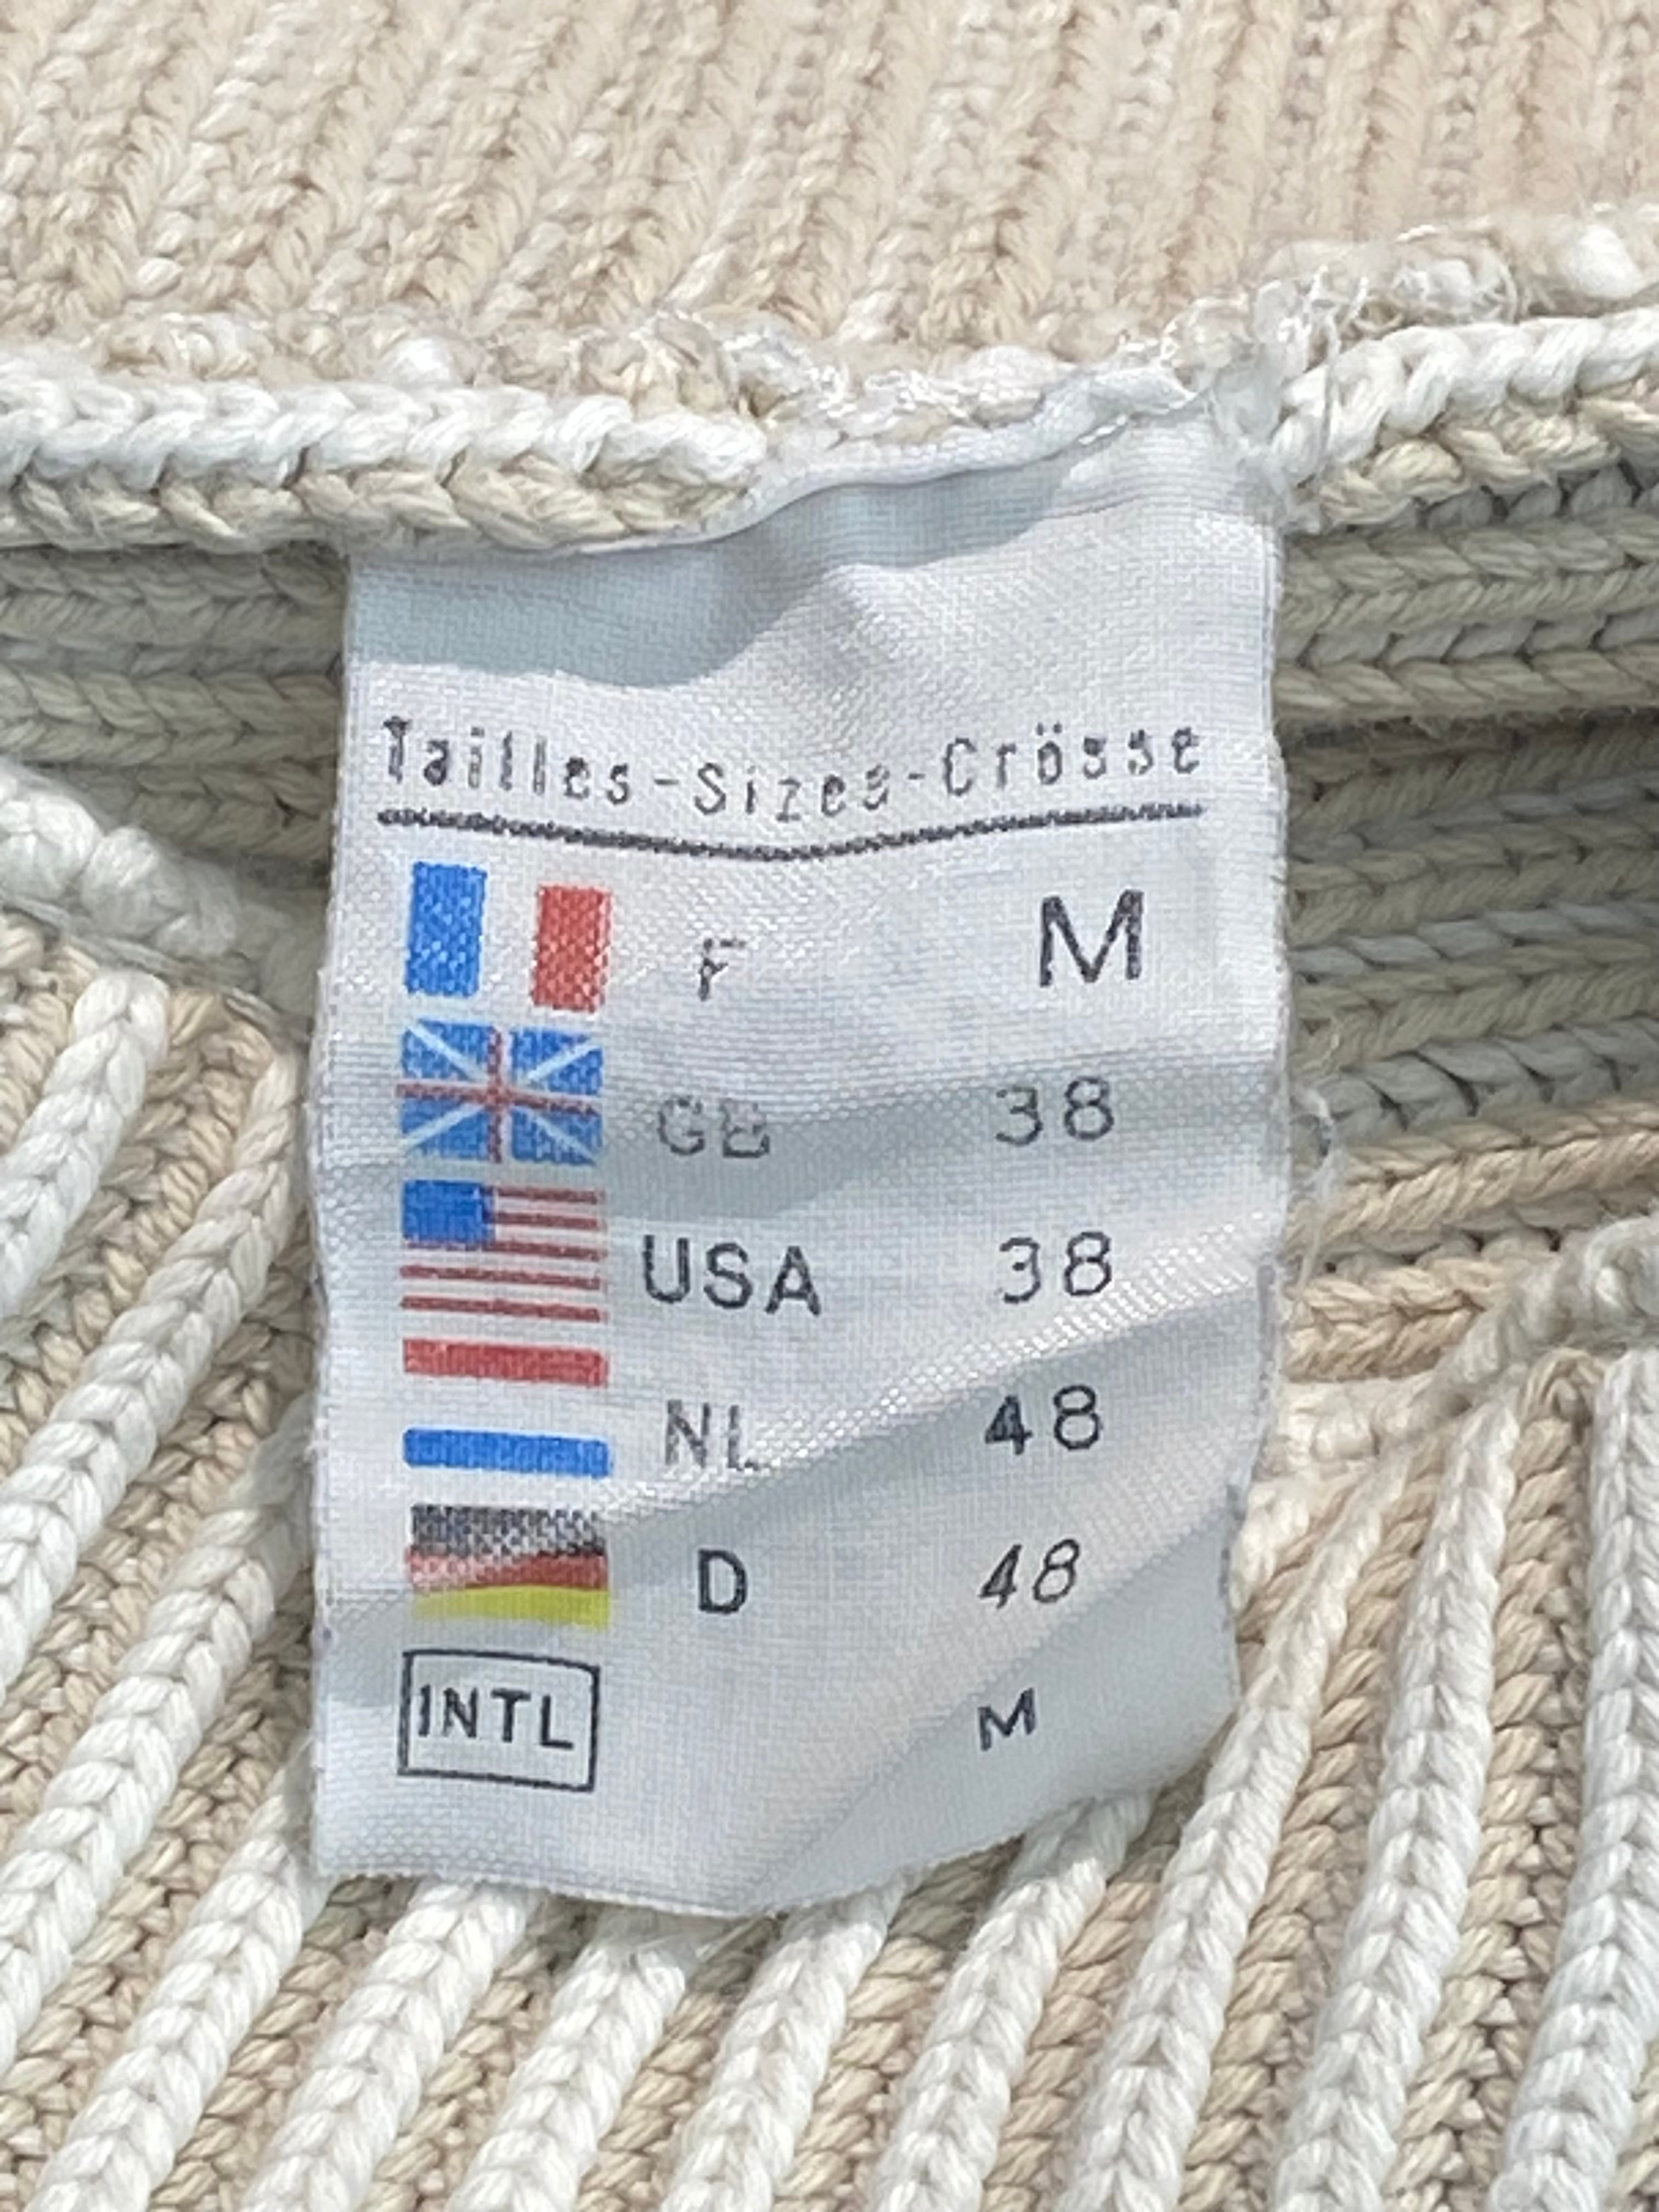 Tailles-Sizes-Crösse
F M
GB 38
USA 38
NL 48
D 48
INTL M